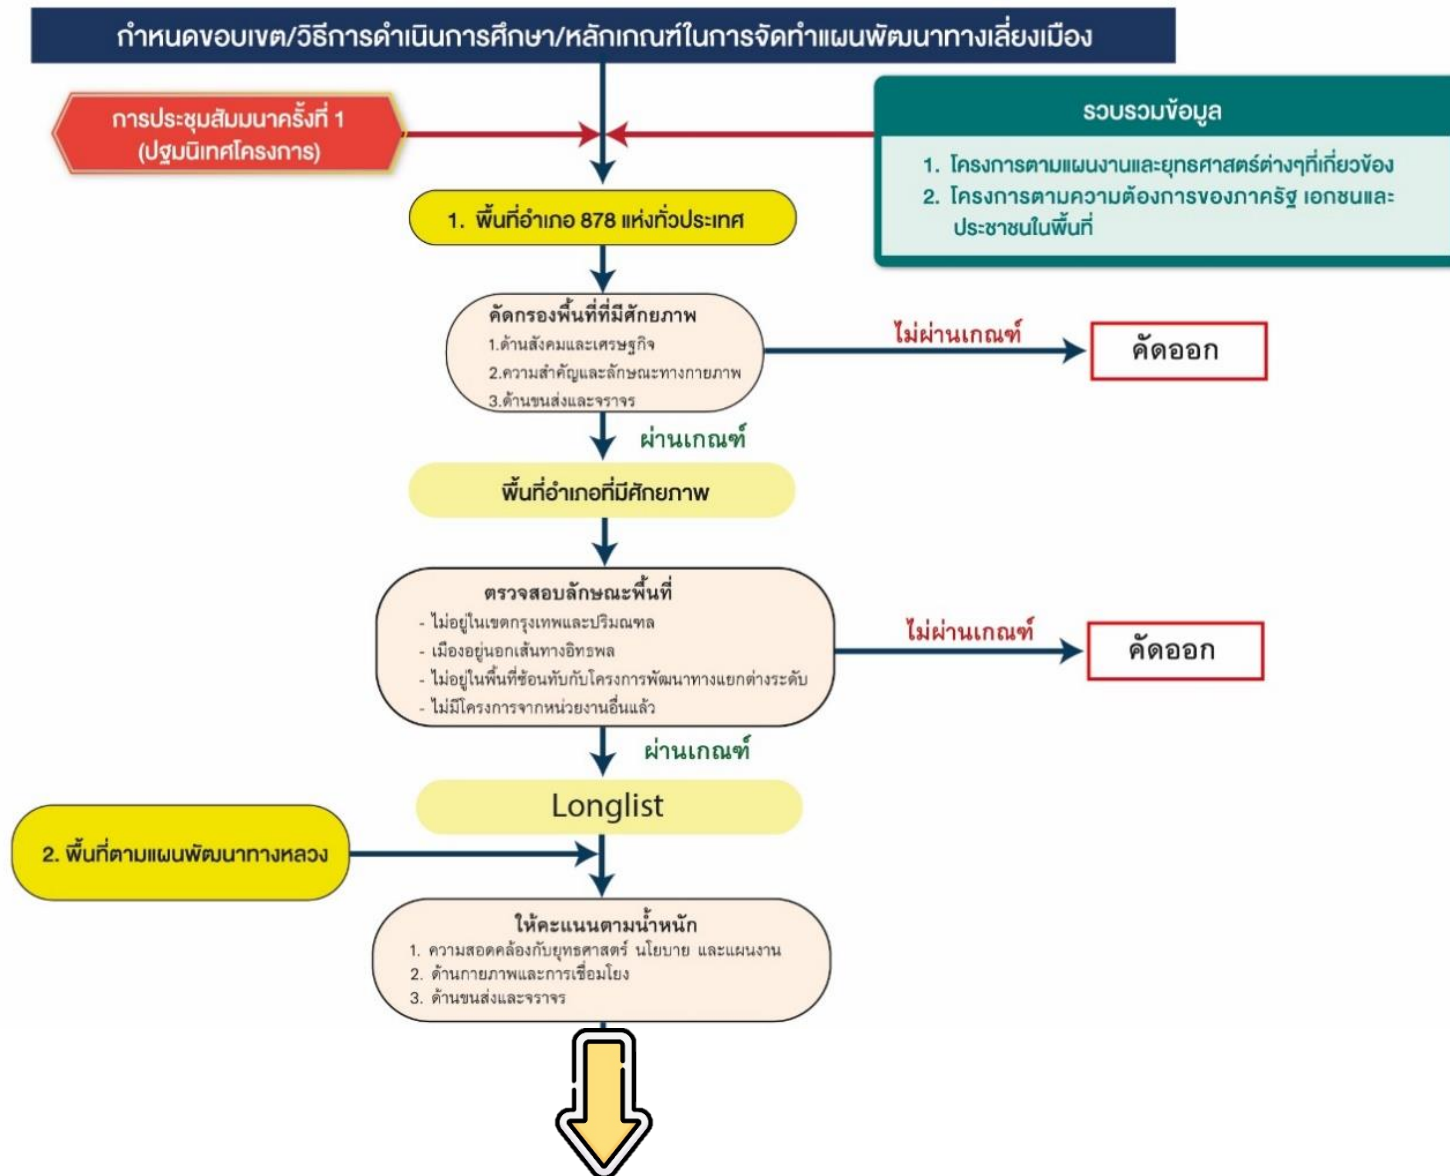 กำหนดขอบเขต/วิธีการดำเนินการศึกษา/หลักเกณฑ์ในการจัดทำแผนพัฒนาทางเลี่ยงเมือง
การประชุมสัมมนาครั้งที่ 1
(ปฐมนิเทศโครงการ)
รวบรวมข้อมูล
1. โครงการตามแผนงานและยุทธศาสตร์ต่างๆที่เกี่ยวข้อง
2. โครงการตามความต้องการของภาครัฐ เอกชนและ
ประชาชนในพื้นที่
1. พื้นที่อำเภอ 878 แห่งทั่วประเทศ
คัดกรองพื้นที่ที่มีศักยภาพ
1.ด้านสังคมและเศรษฐกิจ
2.ความสำคัญและลักษณะทางกายภาพ
3.ด้านขนส่งและจราจร
ไม่ผ่านเกณฑ์
คัดออก
ผ่านเกณฑ์
พื้นที่อำเภอที่มีศักยภาพ
ตรวจสอบลักษณะพื้นที่
- ไม่อยู่ในเขตกรุงเทพและปริมณฑล
- เมืองอยู่นอกเส้นทางอิทธพล
- ไม่อยู่ในพื้นที่ซ้อนทับกับโครงการพัฒนาทางแยกต่างระดับ
- ไม่มีโครงการจากหน่วยงานอื่นแล้ว
ไม่ผ่านเกณฑ์
คัดออก
ผ่านเกณฑ์
Longlist
2. พื้นที่ตามแผนพัฒนาทางหลวง
ให้คะแนนตามน้ำหนัก
1. ความสอดคล้องกับยุทธศาสตร์ นโยบาย และแผนงาน
2. ด้านกายภาพและการเชื่อมโยง
3. ด้านขนส่งและจราจร